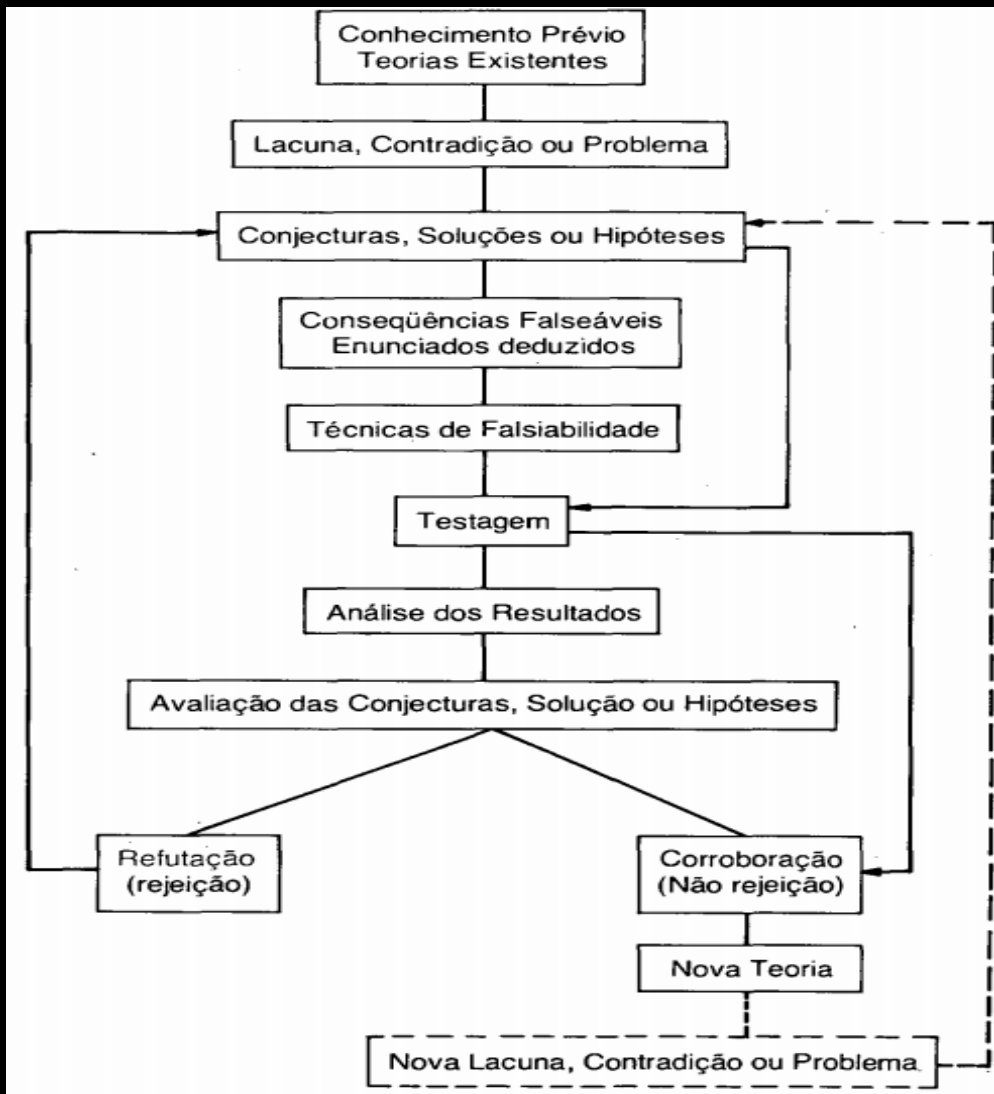 Conhecimento Prévio
Teorias Existentes
Lacuna, Contradição ou Problema
Conjecturas, Soluções ou Hipóteses
Conseqüências Falseáveis
Enunciados deduzidos
Técnicas de Falsiabilidade
Testagem
Análise dos Resultados
Avaliação das Conjecturas, Solução ou Hipóteses
Refutação
(rejeição)
Corroboração
(Não rejeição)
Nova Teoria
Nova Lacuna, Contradição ou Problema